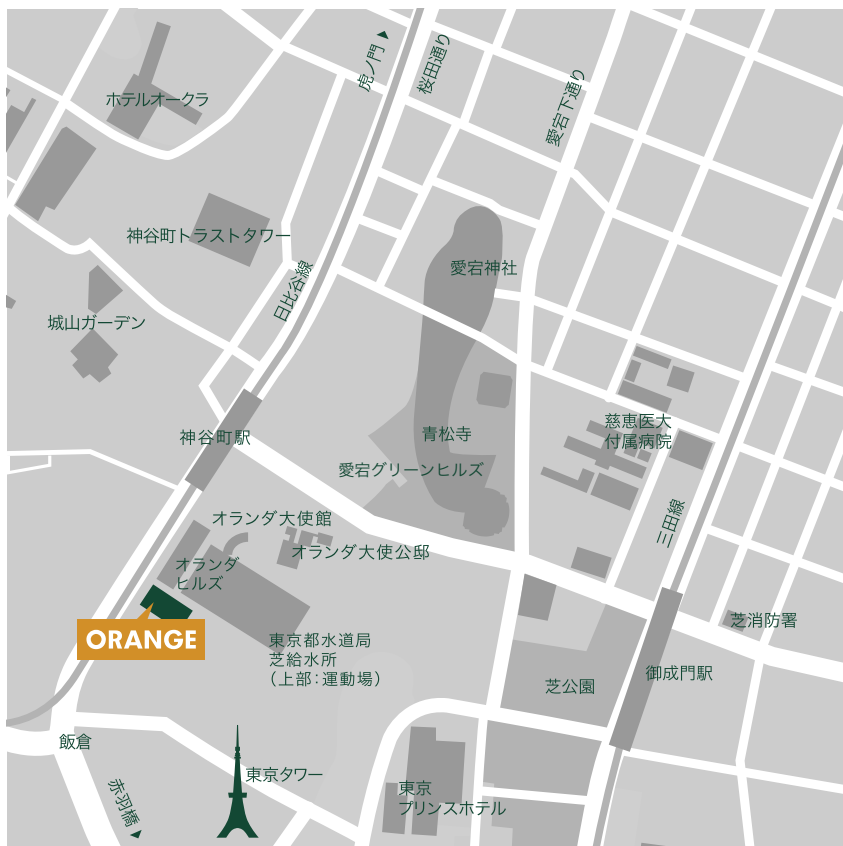 虎ノ門
桜田通り
ホテルオークラ
愛宕下通り
神谷町トラストタワー
愛宕神社
日比谷線
城山ガーデン
慈恵医大
付属病院
神谷町駅
青松寺
愛宕グリーンヒルズ
オランダ大使館
三田線
オランダ大使公邸
オランダ
ヒルズ
ORANGE
芝消防署
東京都水道局
芝給水所
（上部：運動場）
御成門駅
芝公園
飯倉
東京タワー
赤羽橋
東京
プリンスホテル